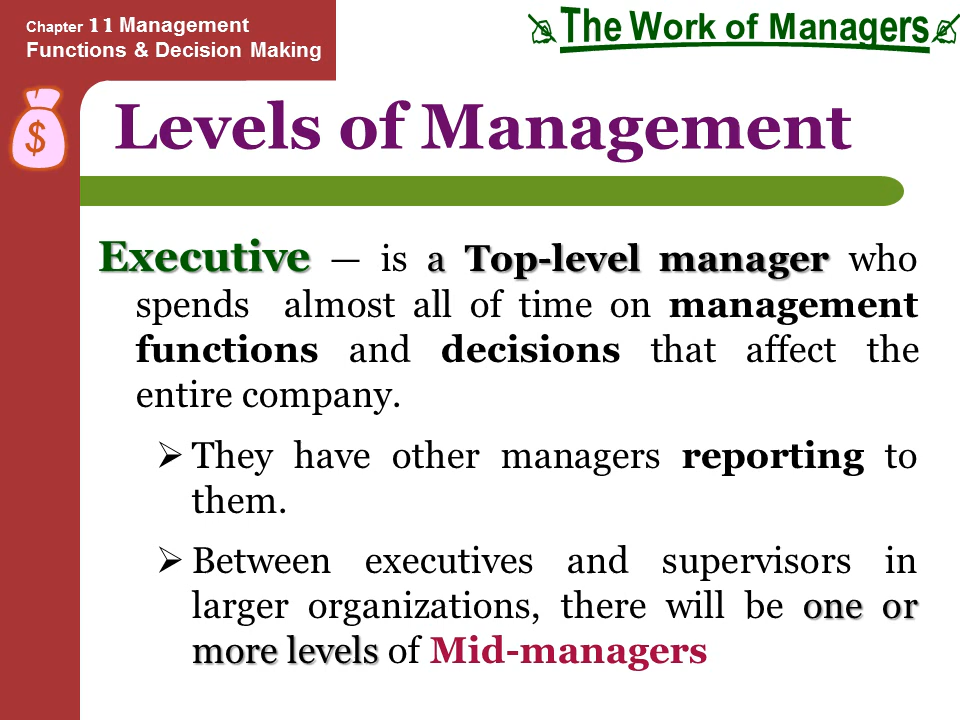 Chapter 11 Management
Functions & Decision Making
The Work of Managers
$
Levels of Management
Executive — is a Top-level manager who
spends almost all of time on management
functions and decisions that affect the
entire company.
They have other managers reporting to
them.
Between executives and supervisors in
larger organizations, there will be one or
more levels of Mid-managers